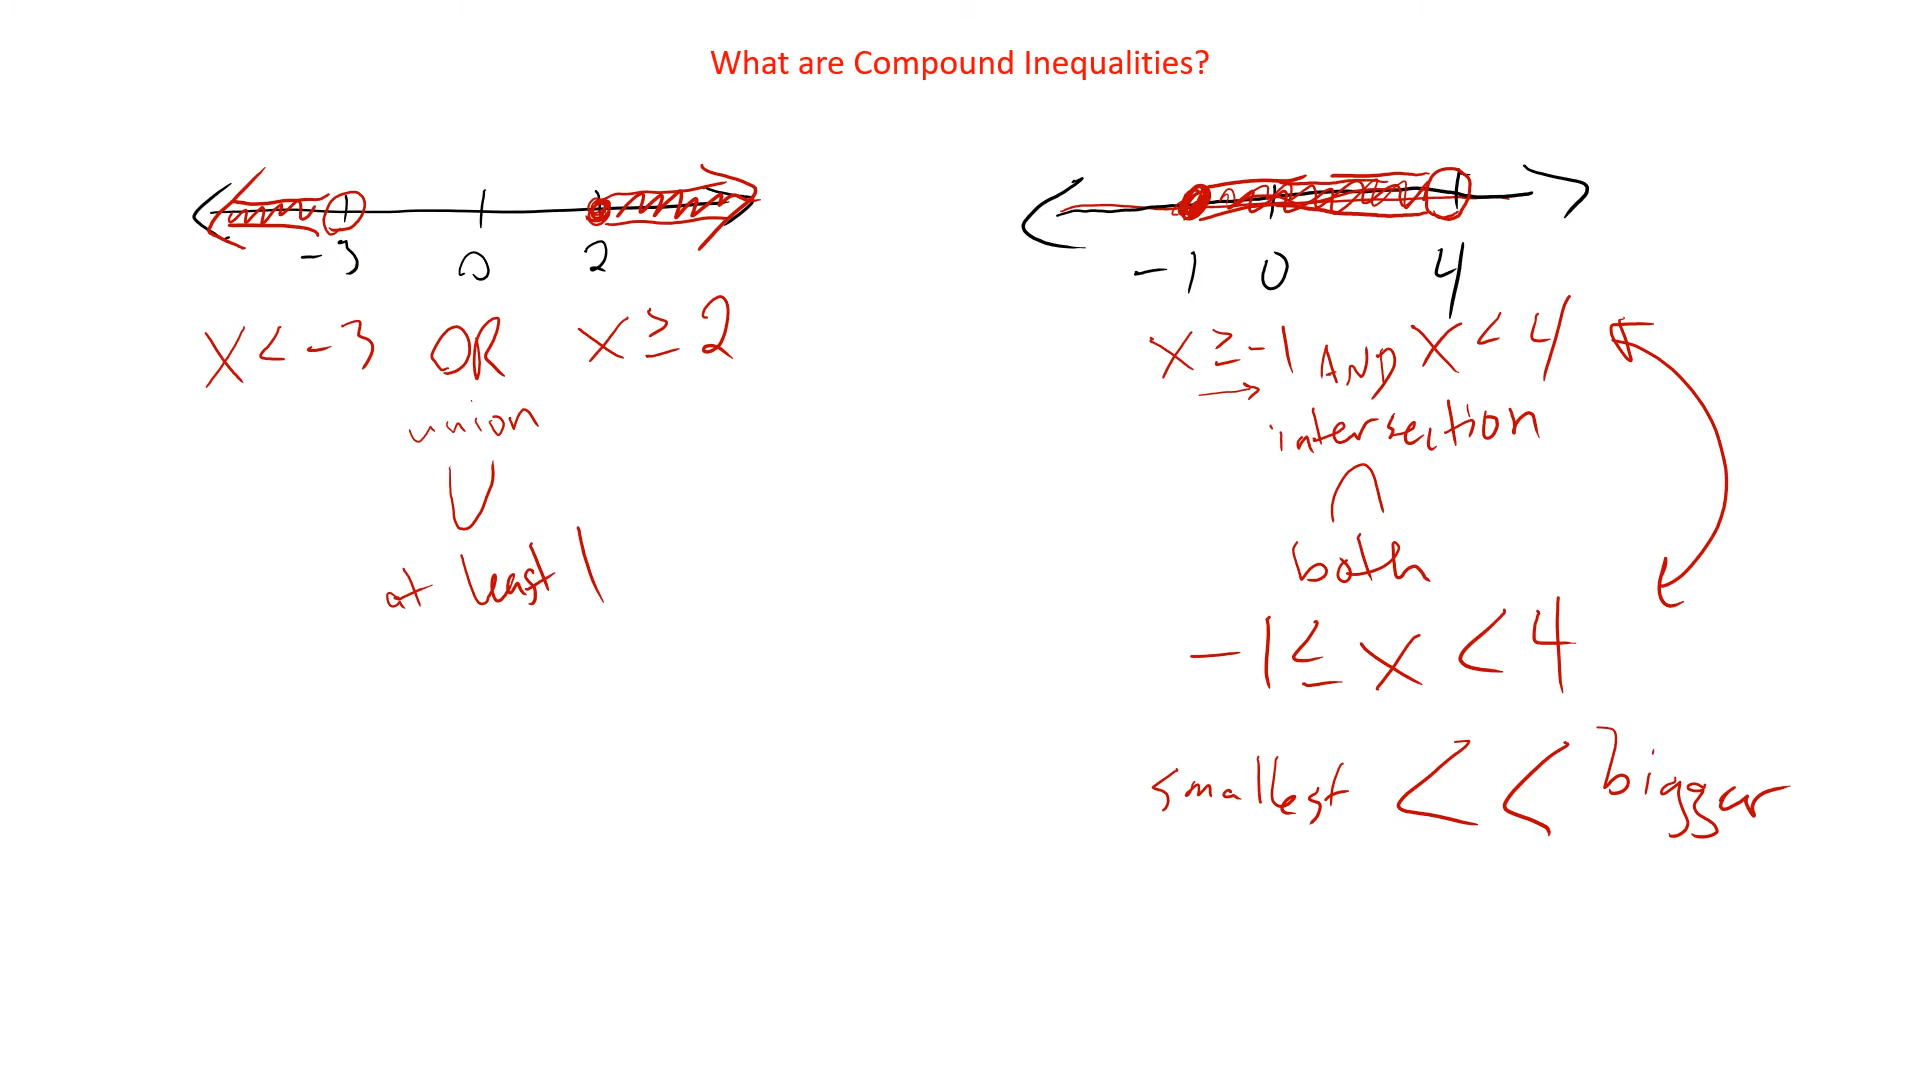 What are Compound Inequalities?
-3 0 2
x < -3 OR x ≥ 2
union
∪
at least 1
-1 0 4
x ≥ -1 AND x < 4
intersection
∩
both
-1 ≤ x < 4
smallest < < bigger